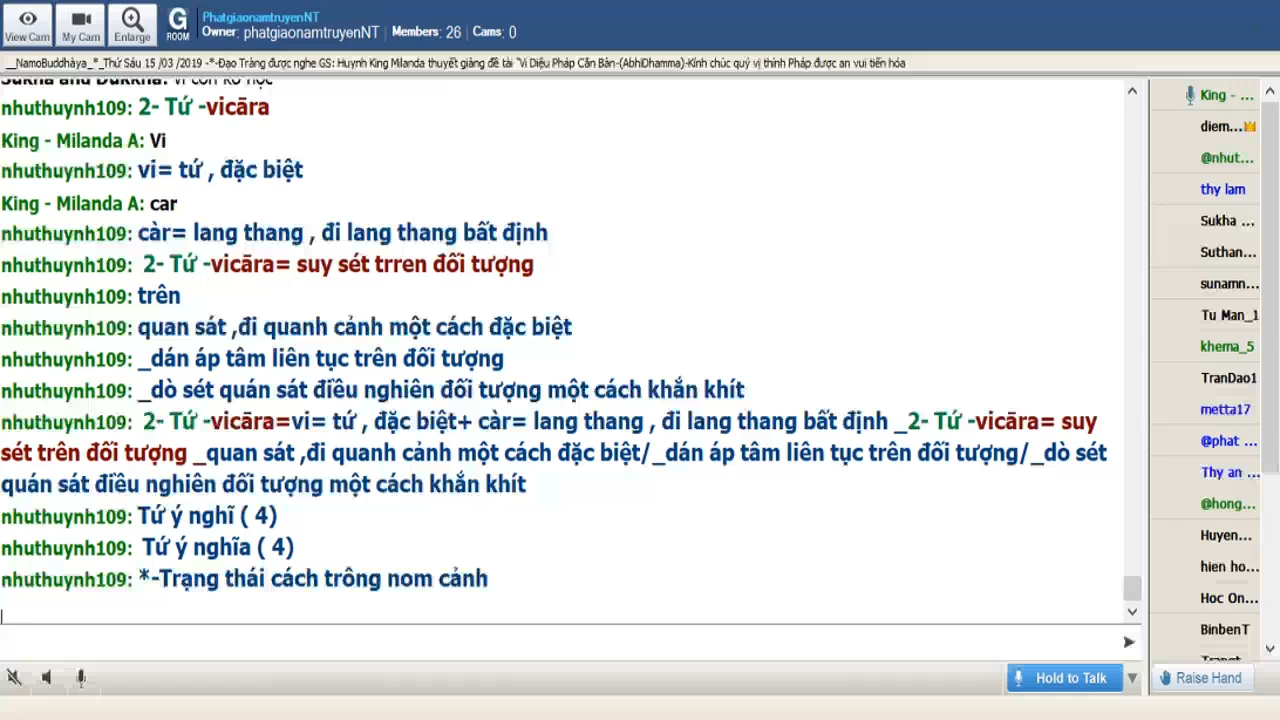 View Cam
My Cam
Enlarge
G
ROOM
PhatgiaonamtruyenNT
Owner: phatgiaonamtruyenNT | Members: 26 | Cams: 0
__NamoBuddhàya_*_Thứ Sáu 15 /03 /2019 -*-Đạo Tràng được nghe GS: Huynh King Milanda thuyết giảng đề tài "Vi Diệu Pháp Căn Bản-(AbhiDhamma)-Kính chúc quý vị thính Pháp được an vui tiến hóa
Sukha and Dukkha: vì còn ko học
nhuthuynh109: 2- Tứ -vicāra
King - Milanda A: Vi
nhuthuynh109: vi= tứ , đặc biệt
King - Milanda A: car
nhuthuynh109: càr= lang thang , đi lang thang bất định
nhuthuynh109: 2- Tứ -vicāra= suy sét trren đối tượng
nhuthuynh109: trên
nhuthuynh109: quan sát ,đi quanh cảnh một cách đặc biệt
nhuthuynh109: _dán áp tâm liên tục trên đối tượng
nhuthuynh109: _dò sét quán sát điều nghiên đối tượng một cách khắn khít
nhuthuynh109: 2- Tứ -vicāra=vi= tứ , đặc biệt+ càr= lang thang , đi lang thang bất định _2- Tứ -vicāra= suy
sét trên đối tượng _quan sát ,đi quanh cảnh một cách đặc biệt/_dán áp tâm liên tục trên đối tượng/_dò sét
quán sát điều nghiên đối tượng một cách khắn khít
nhuthuynh109: Tứ ý nghĩ ( 4)
nhuthuynh109: Tứ ý nghĩa ( 4)
nhuthuynh109: *-Trạng thái cách trông nom cảnh
King - ...
diem...
@nhut...
thy lam
Sukha ...
Suthan...
sunamn...
Tu Man_1
khema_5
TranDao1
metta17
@phat ...
Thy an ...
@hong...
Huyen...
hien ho...
Hoc On...
BinbenT
Hold to Talk
Raise Hand